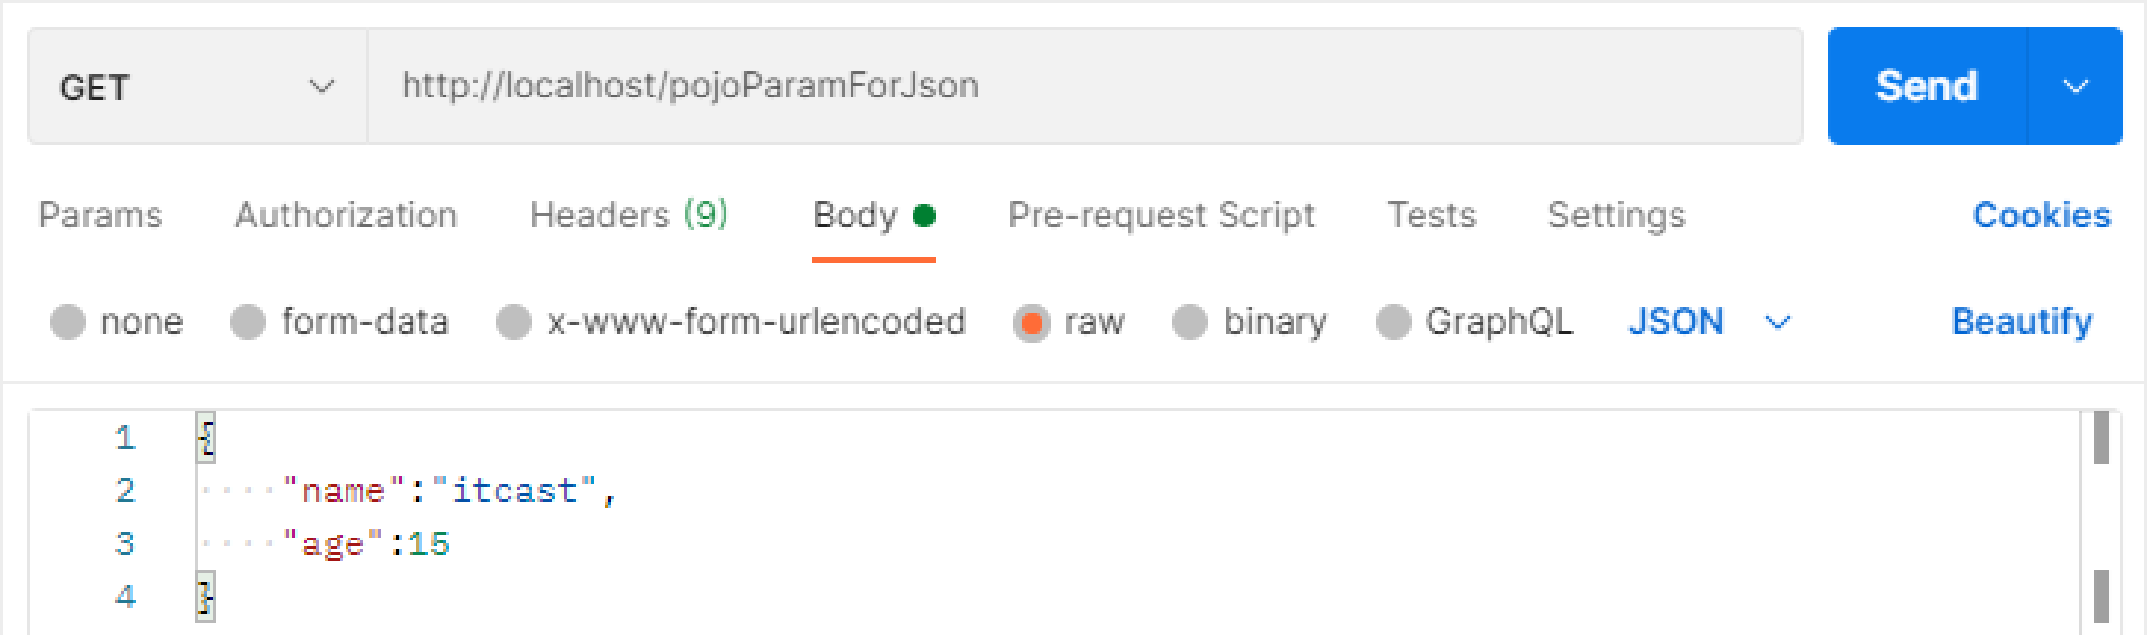 GET http://localhost/pojoParamForJson Send
Params Authorization Headers (9) Body Pre-request Script Tests Settings Cookies
none form-data x-www-form-urlencoded raw binary GraphQL JSON Beautify
1 {
2 ····"name":"itcast",
3 ····"age":15
4 }